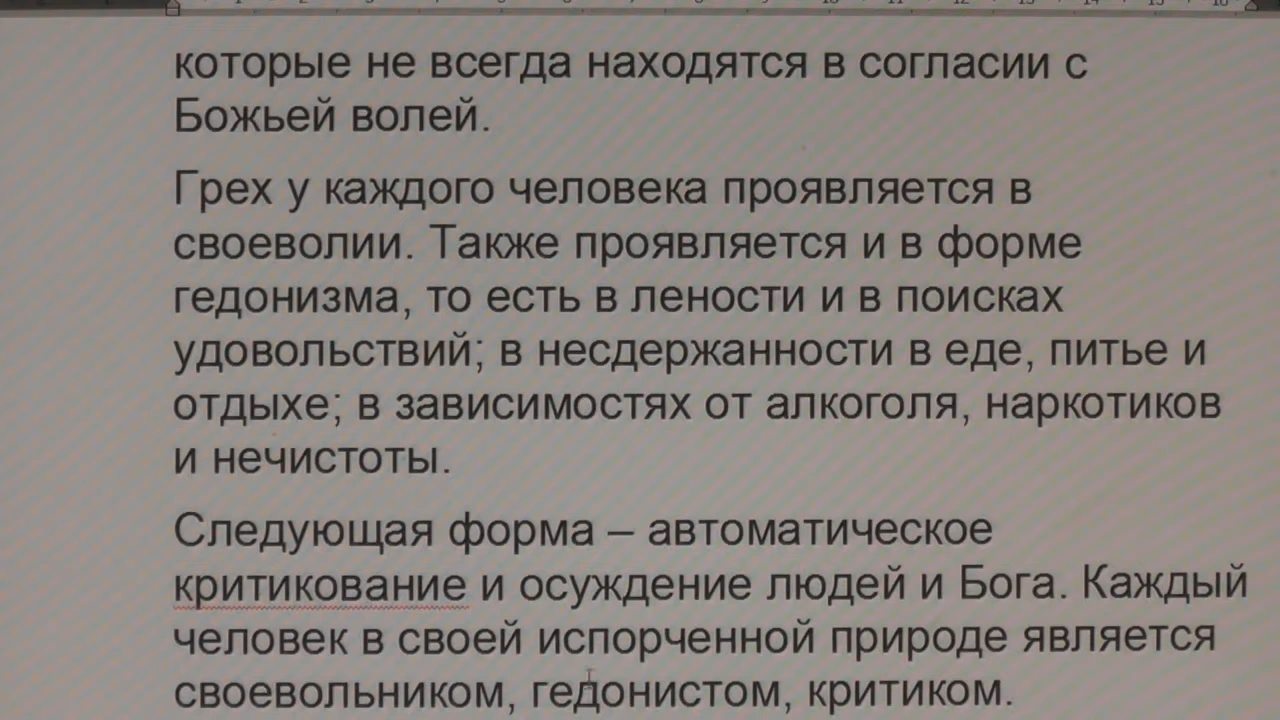 которые не всегда находятся в согласии с
Божьей волей.
Грех у каждого человека проявляется в
своеволии. Также проявляется и в форме
гедонизма, то есть в лености и в поисках
удовольствий; в несдержанности в еде, питье и
отдыхе; в зависимостях от алкоголя, наркотиков
и нечистоты.
Следующая форма – автоматическое
критикование и осуждение людей и Бога. Каждый
человек в своей испорченной природе является
своевольником, гедонистом, критиком.